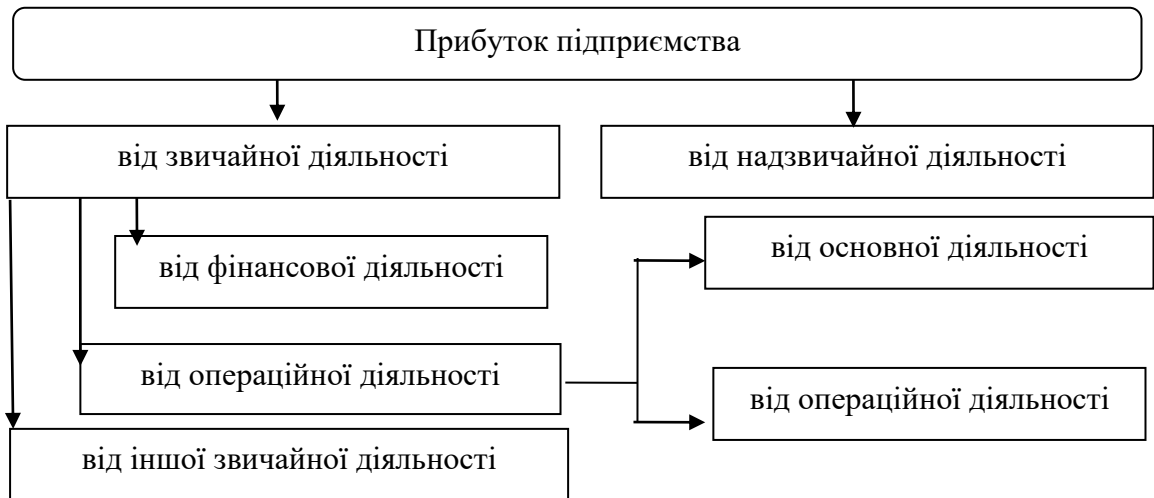 Прибуток підприємства
від звичайної діяльності
від надзвичайної діяльності
від фінансової діяльності
від основної діяльності
від операційної діяльності
від операційної діяльності
від іншої звичайної діяльності